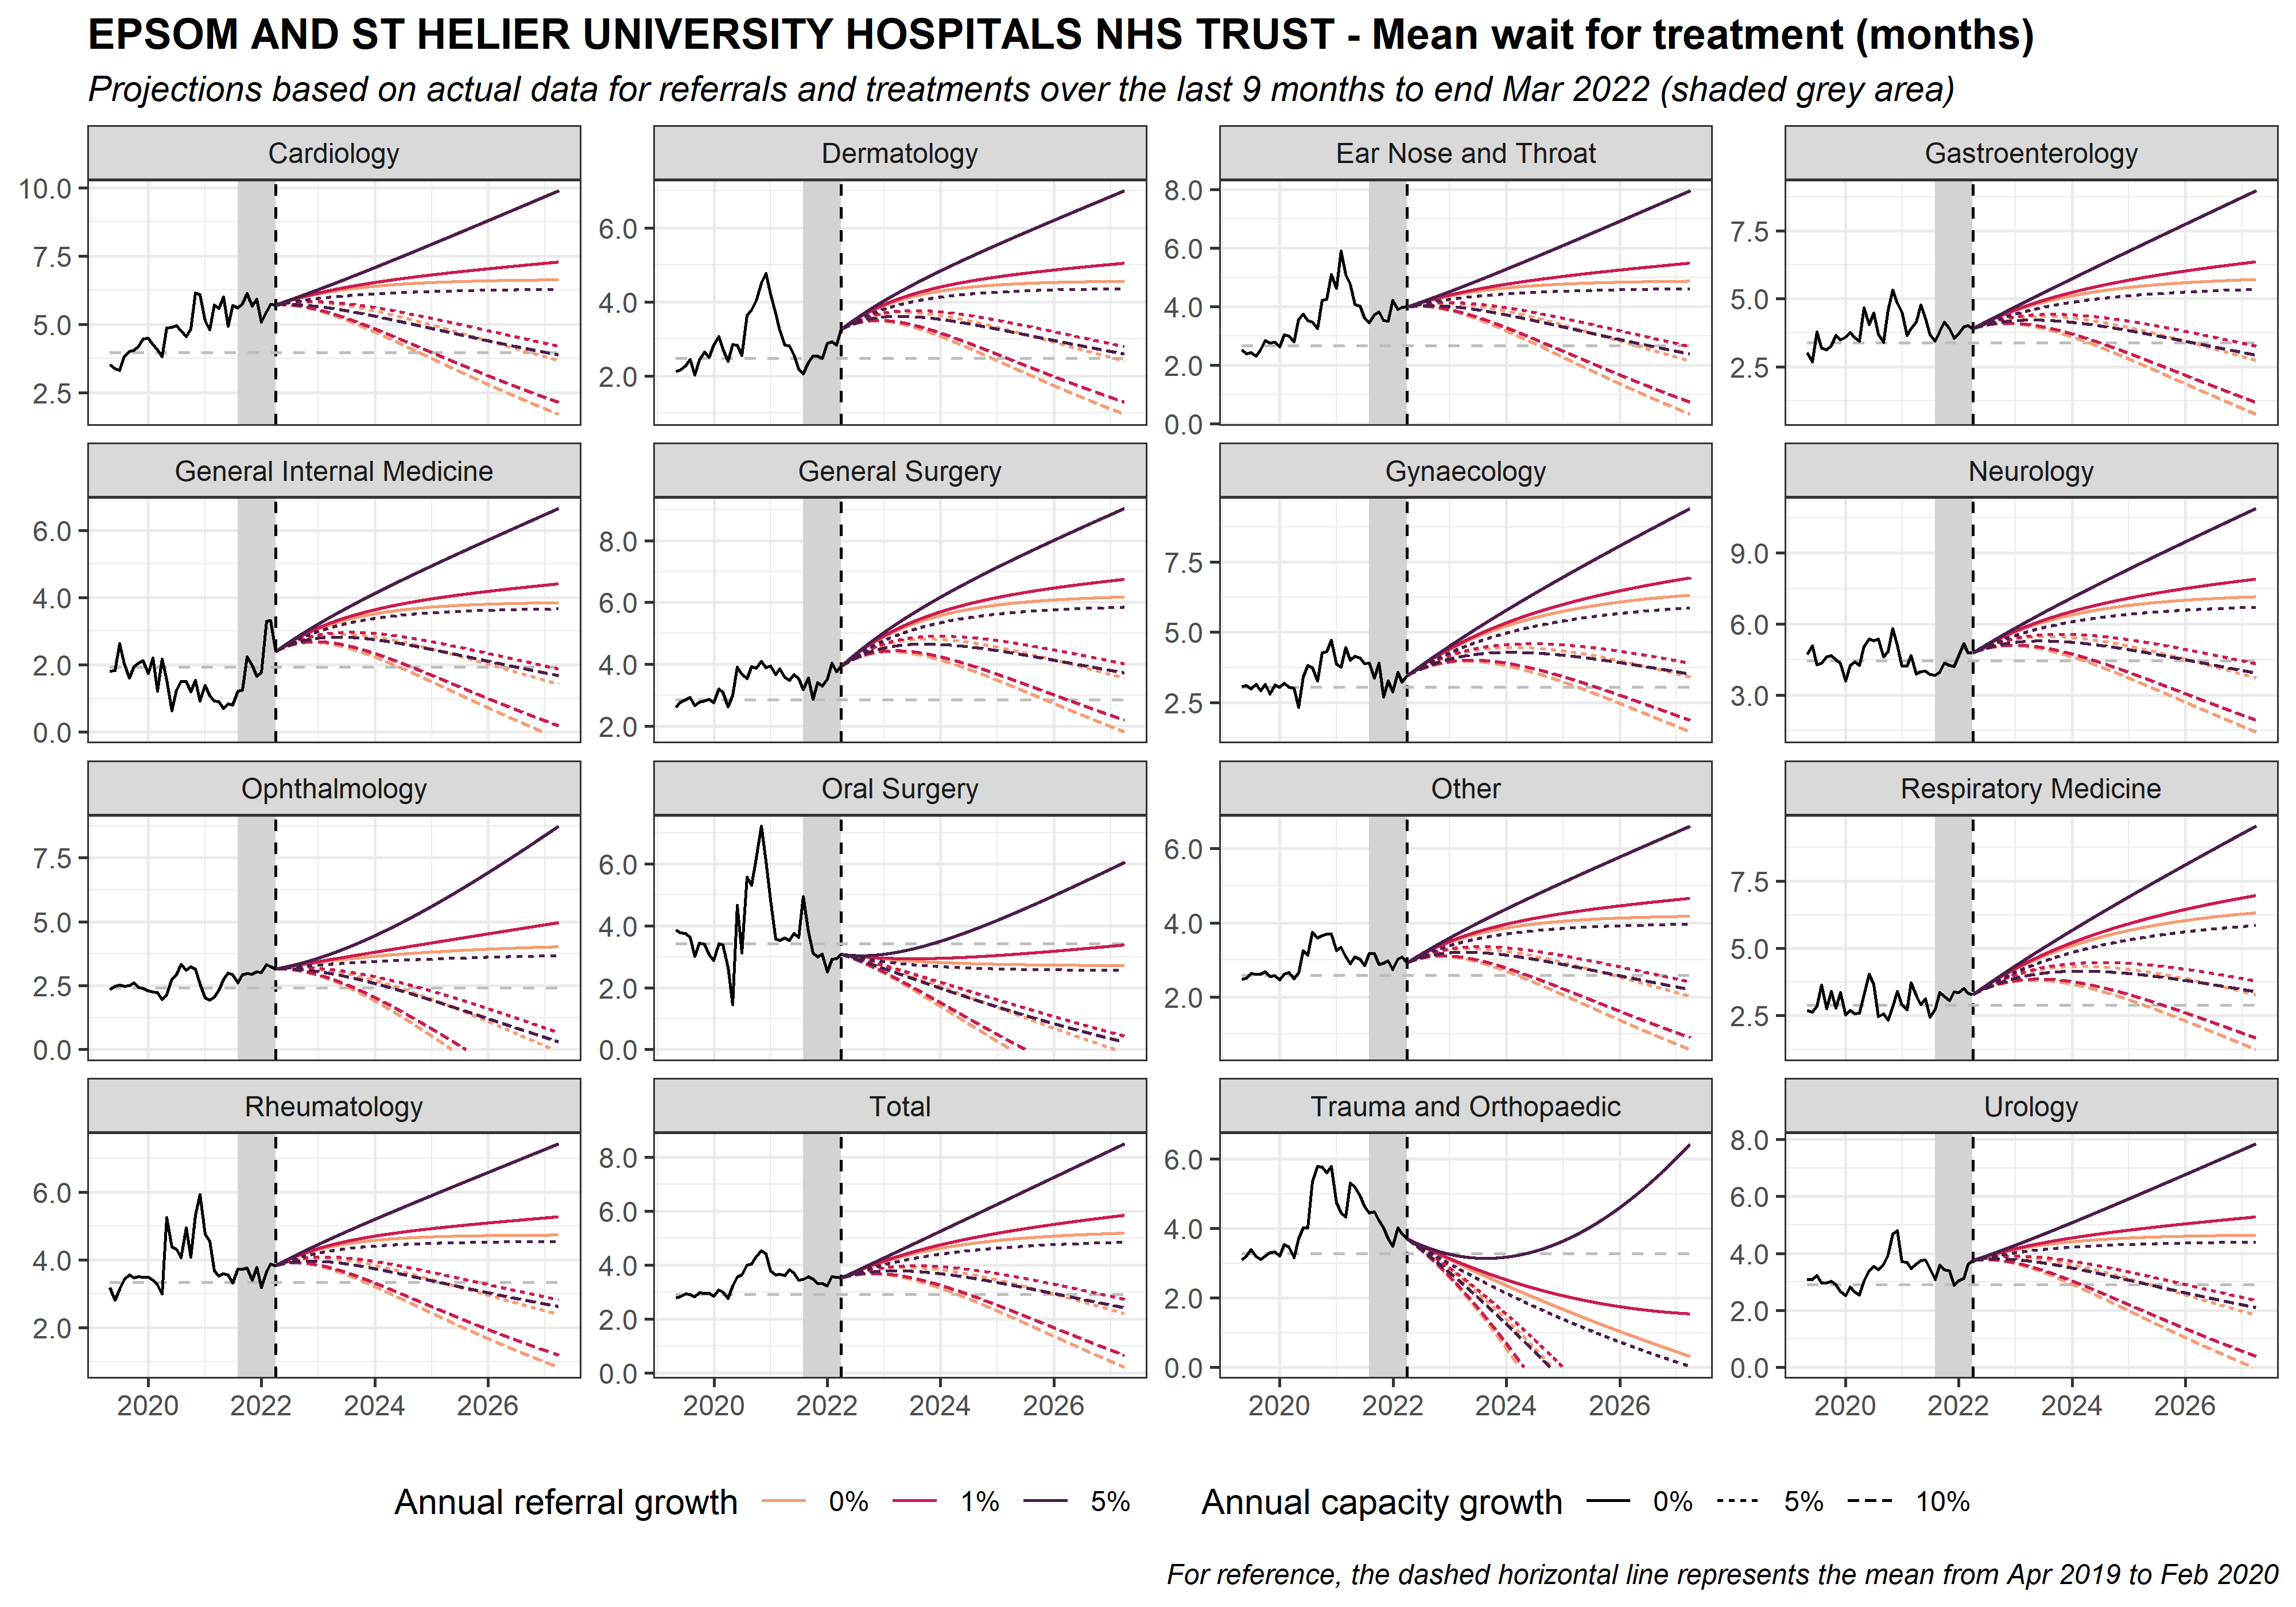 EPSOM AND ST HELIER UNIVERSITY HOSPITALS NHS TRUST - Mean wait for treatment (months)
Projections based on actual data for referrals and treatments over the last 9 months to end Mar 2022 (shaded grey area)
Cardiology
Dermatology
Ear Nose and Throat
Gastroenterology
10.0
7.5
5.0
2.5
6.0
4.0
2.0
8.0
6.0
4.0
2.0
0.0
7.5
5.0
2.5
General Internal Medicine
General Surgery
Gynaecology
Neurology
6.0
4.0
2.0
0.0
8.0
6.0
4.0
2.0
7.5
5.0
2.5
9.0
6.0
3.0
Ophthalmology
Oral Surgery
Other
Respiratory Medicine
7.5
5.0
2.5
0.0
6.0
4.0
2.0
0.0
6.0
4.0
2.0
7.5
5.0
2.5
Rheumatology
Total
Trauma and Orthopaedic
Urology
6.0
4.0
2.0
8.0
6.0
4.0
2.0
0.0
6.0
4.0
2.0
0.0
8.0
6.0
4.0
2.0
0.0
2020 2022 2024 2026
2020 2022 2024 2026
2020 2022 2024 2026
2020 2022 2024 2026
Annual referral growth 0% 1% 5%
Annual capacity growth 0% 5% 10%
For reference, the dashed horizontal line represents the mean from Apr 2019 to Feb 2020